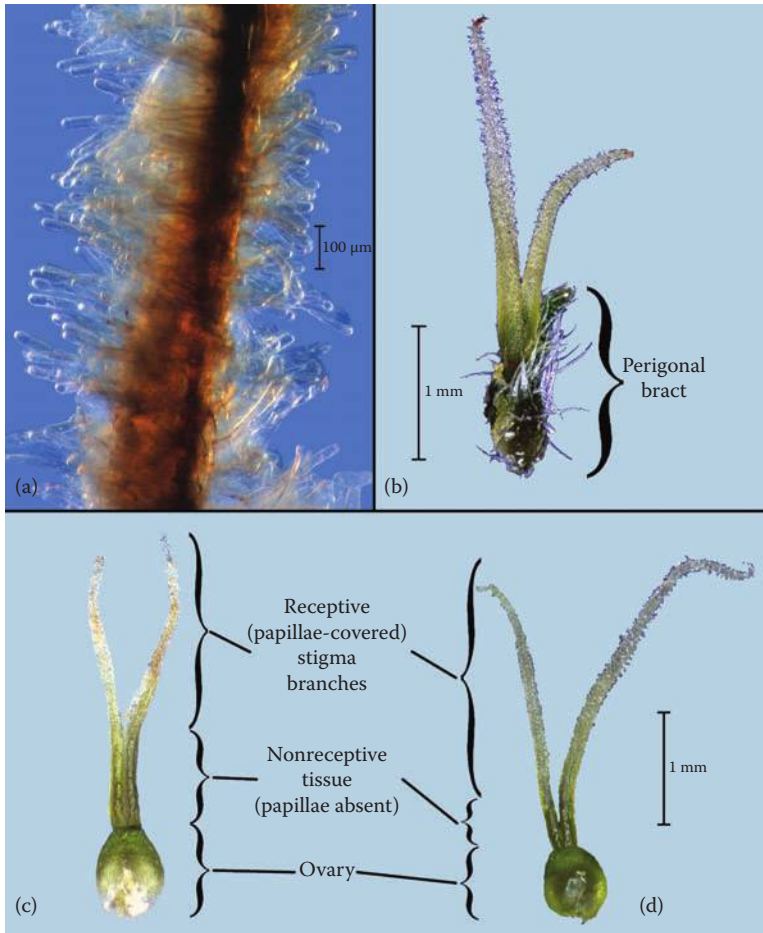 100 μm
(a)
1 mm
Perigonal
bract
(b)
Receptive
(papillae-covered)
stigma
branches
Nonreceptive
tissue
(papillae absent)
Ovary
1 mm
(c)
(d)